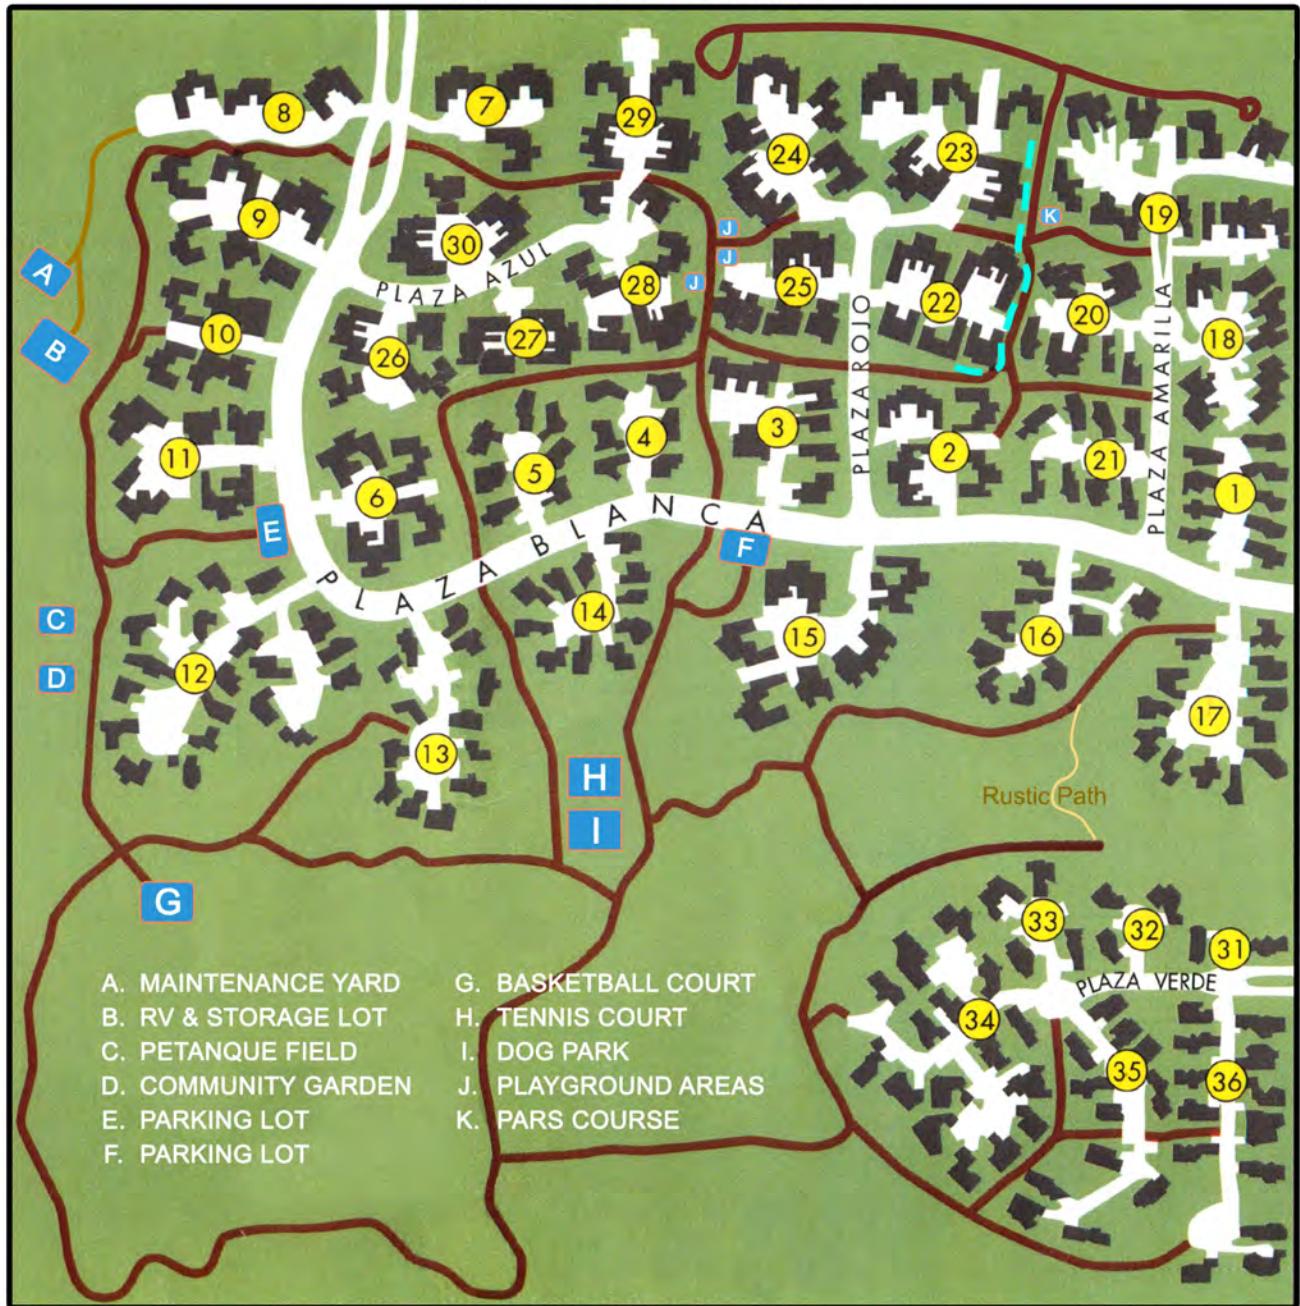 29
7
8
24
23
9
19
30
A
J
K
J
J
28
25
22
20
18
PLAZA AZUL
B
10
26
27
PLAZA ROJO
PLAZA AMARILLA
4
3
2
11
5
21
6
1
E
PLAZA BLANCA
F
C
14
15
16
D
12
13
17
H
Rustic Path
I
G
33
32
31
PLAZA VERDE
34
35
36
A. MAINTENANCE YARD
B. RV & STORAGE LOT
C. PETANQUE FIELD
D. COMMUNITY GARDEN
E. PARKING LOT
F. PARKING LOT
G. BASKETBALL COURT
H. TENNIS COURT
I. DOG PARK
J. PLAYGROUND AREAS
K. PARS COURSE